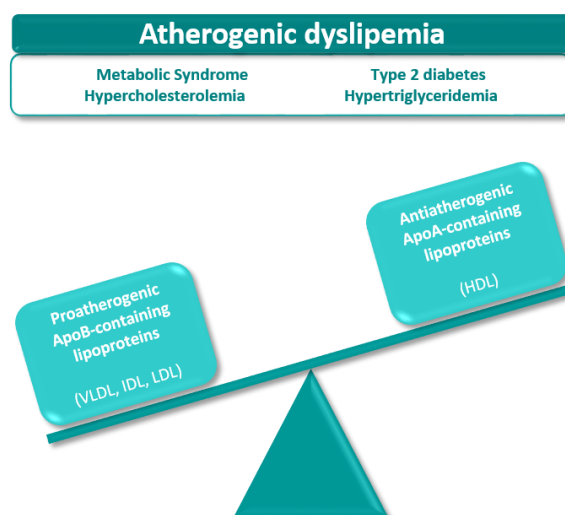 Atherogenic dyslipemia
Metabolic Syndrome
Hypercholesterolemia
Type 2 diabetes
Hypertriglyceridemia
Antiatherogenic
ApoA-containing
lipoproteins
(HDL)
Proatherogenic
ApoB-containing
lipoproteins
(VLDL, IDL, LDL)